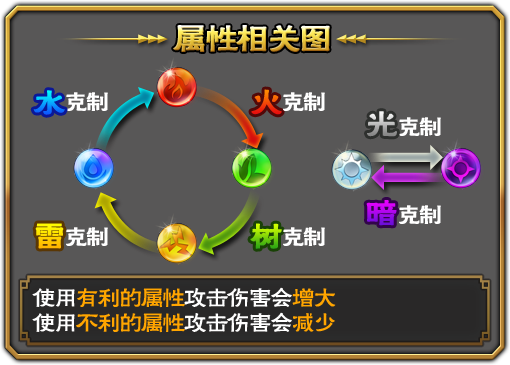 属性相关图
水克制
火克制
光克制
暗克制
雷克制
树克制
使用有利的属性攻击伤害会增大
使用不利的属性攻击伤害会减少